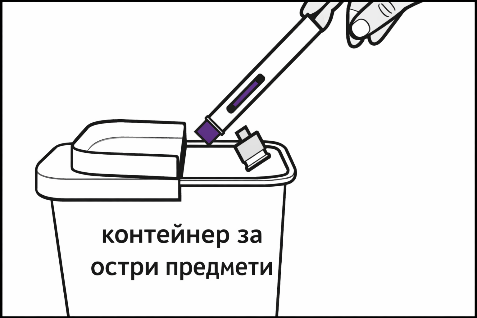 контейнер за
остри предмети